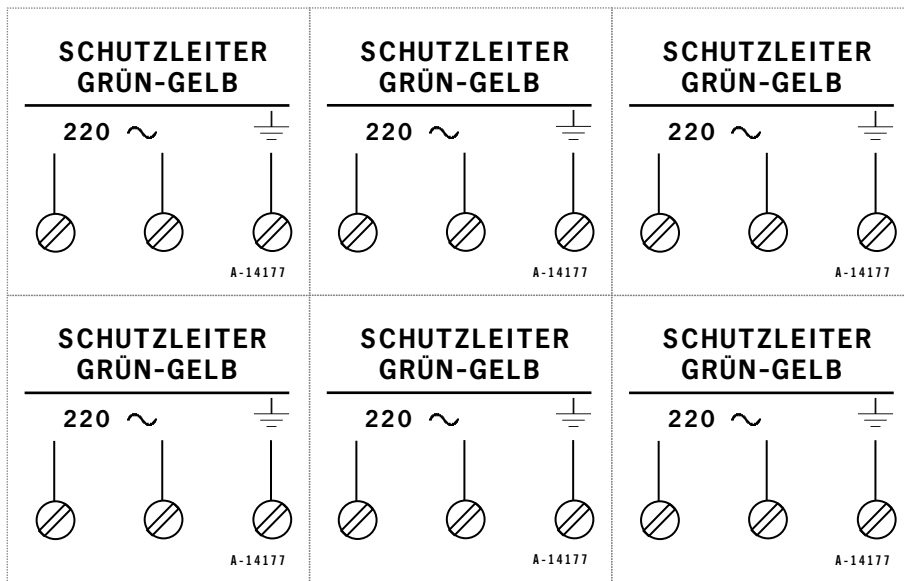 SCHUTZLEITER
GRÜN-GELB
220 ~
A-14177
SCHUTZLEITER
GRÜN-GELB
220 ~
A-14177
SCHUTZLEITER
GRÜN-GELB
220 ~
A-14177
SCHUTZLEITER
GRÜN-GELB
220 ~
A-14177
SCHUTZLEITER
GRÜN-GELB
220 ~
A-14177
SCHUTZLEITER
GRÜN-GELB
220 ~
A-14177